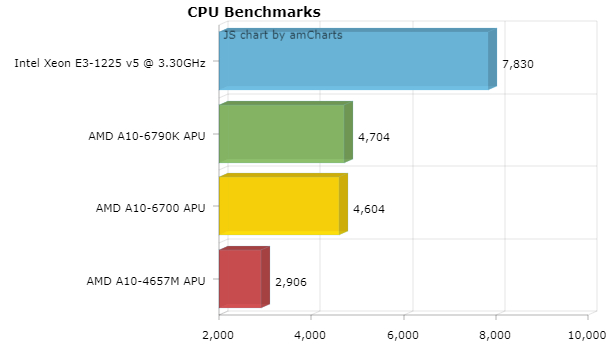 CPU Benchmarks
JS chart by amCharts
Intel Xeon E3-1225 v5 @ 3.30GHz
7,830
AMD A10-6790K APU
4,704
AMD A10-6700 APU
4,604
AMD A10-4657M APU
2,906
2,000 4,000 6,000 8,000 10,000